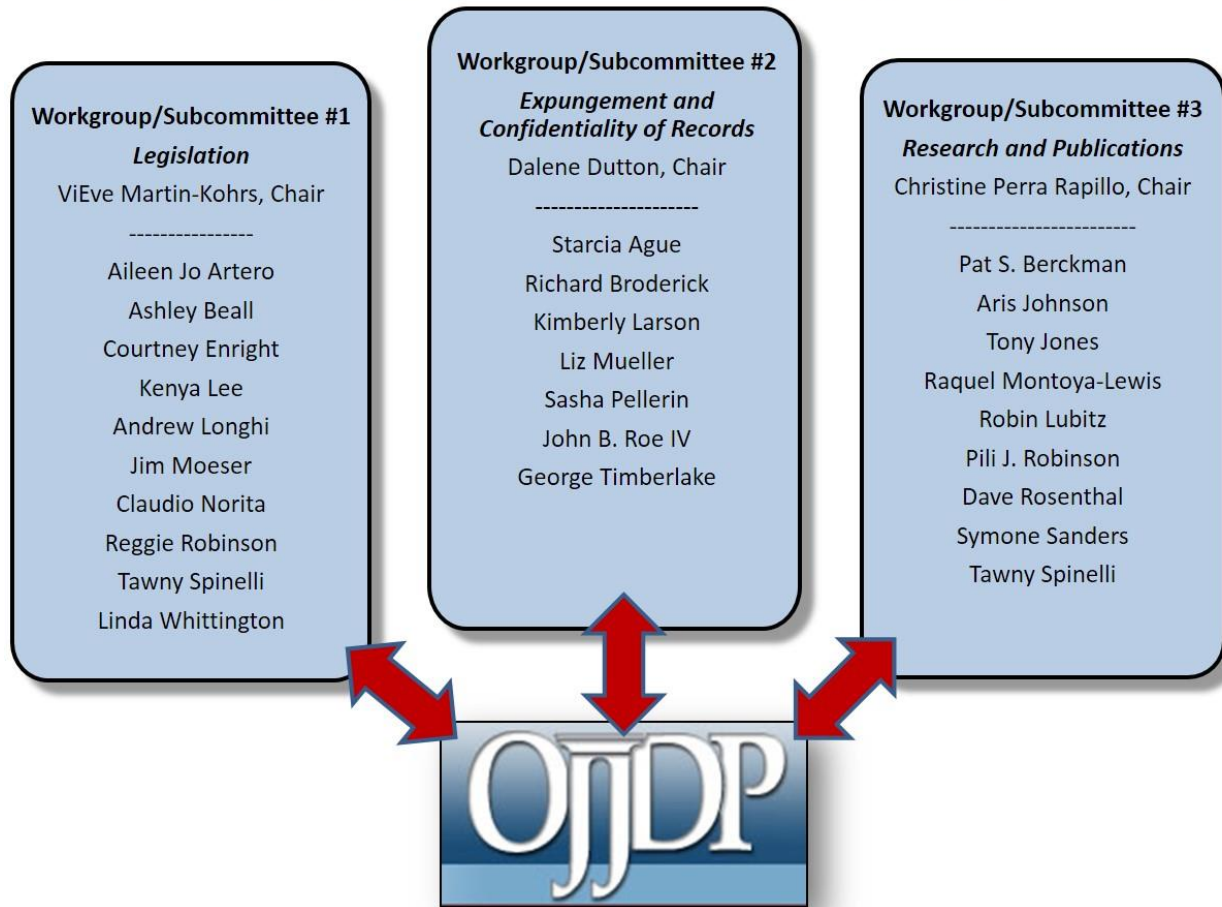 Workgroup/Subcommittee #1
Legislation
ViEve Martin-Kohrs, Chair
----------------
Aileen Jo Artero
Ashley Beall
Courtney Enright
Kenya Lee
Andrew Longhi
Jim Moeser
Claudio Norita
Reggie Robinson
Tawny Spinelli
Linda Whittington
Workgroup/Subcommittee #2
Expungement and
Confidentiality of Records
Dalene Dutton, Chair
---------------------
Starcia Ague
Richard Broderick
Kimberly Larson
Liz Mueller
Sasha Pellerin
John B. Roe IV
George Timberlake
Workgroup/Subcommittee #3
Research and Publications
Christine Perra Rapillo, Chair
------------------------
Pat S. Berckman
Aris Johnson
Tony Jones
Raquel Montoya-Lewis
Robin Lubitz
Pili J. Robinson
Dave Rosenthal
Symone Sanders
Tawny Spinelli
OJJDP